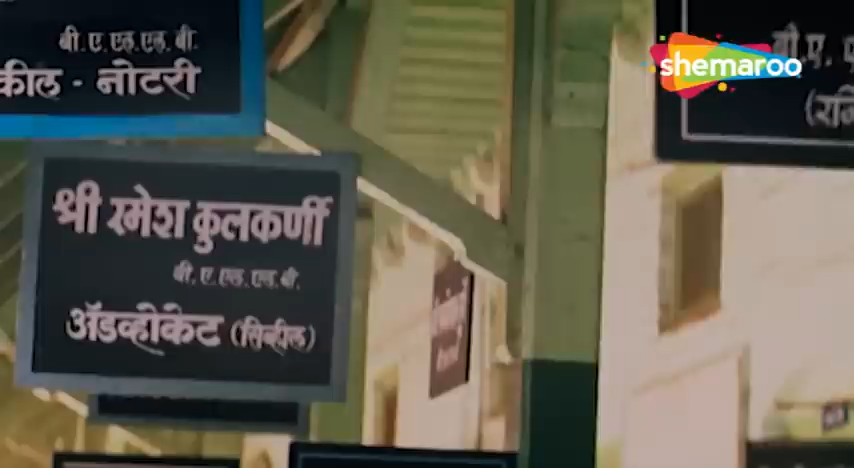 बी.ए.एल.एल.बी.
कील - नोटरी
shemaroo
श्री रमेश कुलकर्णी
बी.ए.एल.एल.बी.
ॲडव्होकेट (सिव्हील)